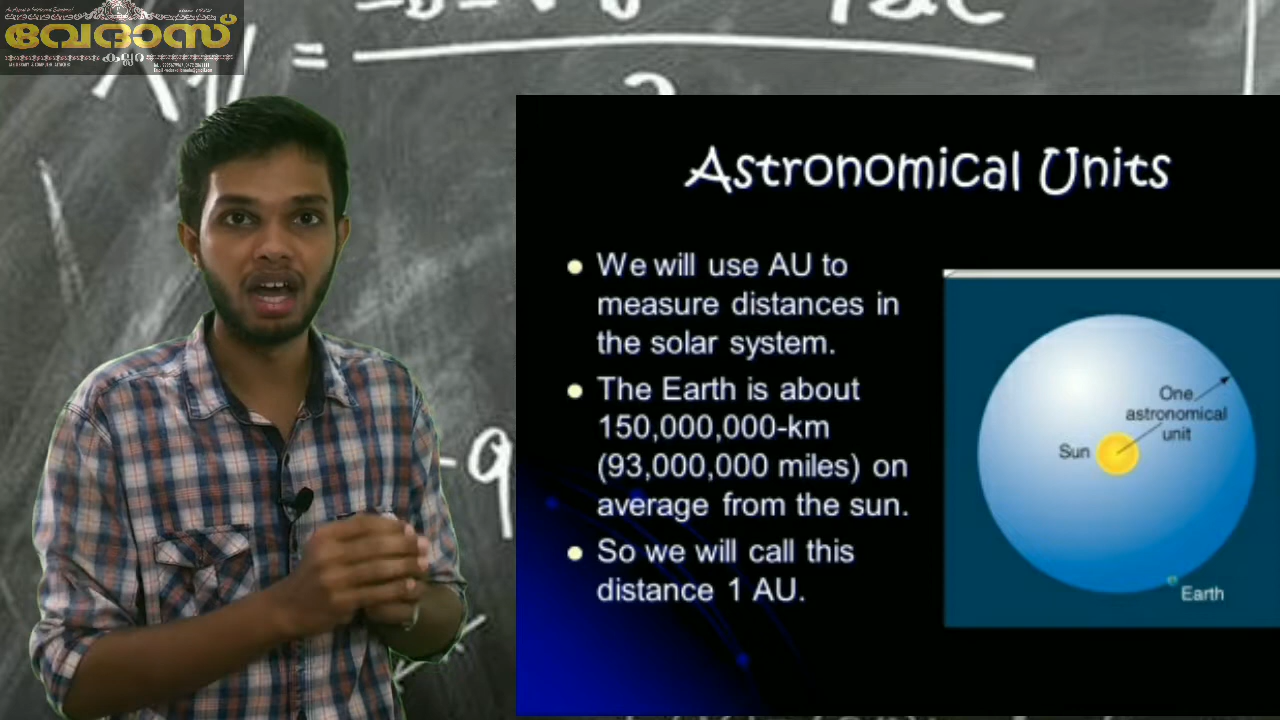 വേദാസ്
കല്ലറ
Astronomical Units
We will use AU to
measure distances in
the solar system.
The Earth is about
150,000,000-km
(93,000,000 miles) on
average from the sun.
So we will call this
distance 1 AU.
One
astronomical
unit
Sun
Earth